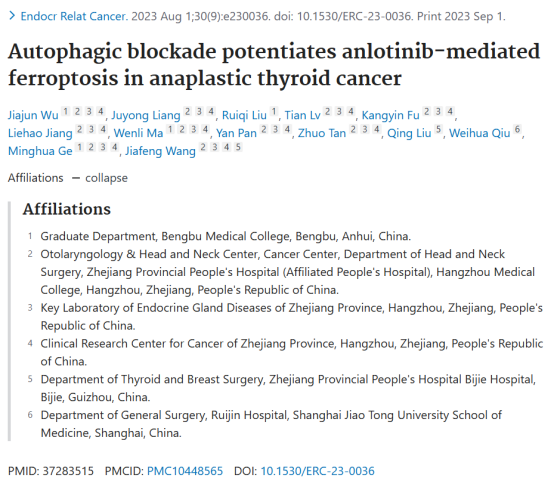 Endocr Relat Cancer. 2023 Aug 1;30(9):e230036. doi: 10.1530/ERC-23-0036. Print 2023 Sep 1.
Autophagic blockade potentiates anlotinib-mediated
ferroptosis in anaplastic thyroid cancer
Jiajun Wu 1 2 3 4, Juyong Liang 2 3 4, Ruiqi Liu 1, Tian Lv 2 3 4, Kangyin Fu 2 3 4,
Liehao Jiang 2 3 4, Wenli Ma 1 2 3 4, Yan Pan 2 3 4, Zhuo Tan 2 3 4, Qing Liu 5, Weihua Qiu 6,
Minghua Ge 1 2 3 4, Jiafeng Wang 2 3 4 5
Affiliations — collapse
Affiliations
1 Graduate Department, Bengbu Medical College, Bengbu, Anhui, China.
2 Otolaryngology & Head and Neck Center, Cancer Center, Department of Head and Neck
Surgery, Zhejiang Provincial People's Hospital (Affiliated People's Hospital), Hangzhou Medical
College, Hangzhou, Zhejiang, People's Republic of China.
3 Key Laboratory of Endocrine Gland Diseases of Zhejiang Province, Hangzhou, Zhejiang, People's
Republic of China.
4 Clinical Research Center for Cancer of Zhejiang Province, Hangzhou, Zhejiang, People's Republic
of China.
5 Department of Thyroid and Breast Surgery, Zhejiang Provincial People's Hospital Bijie Hospital,
Bijie, Guizhou, China.
6 Department of General Surgery, Ruijin Hospital, Shanghai Jiao Tong University School of
Medicine, Shanghai, China.
PMID: 37283515 PMCID: PMC10448565 DOI: 10.1530/ERC-23-0036